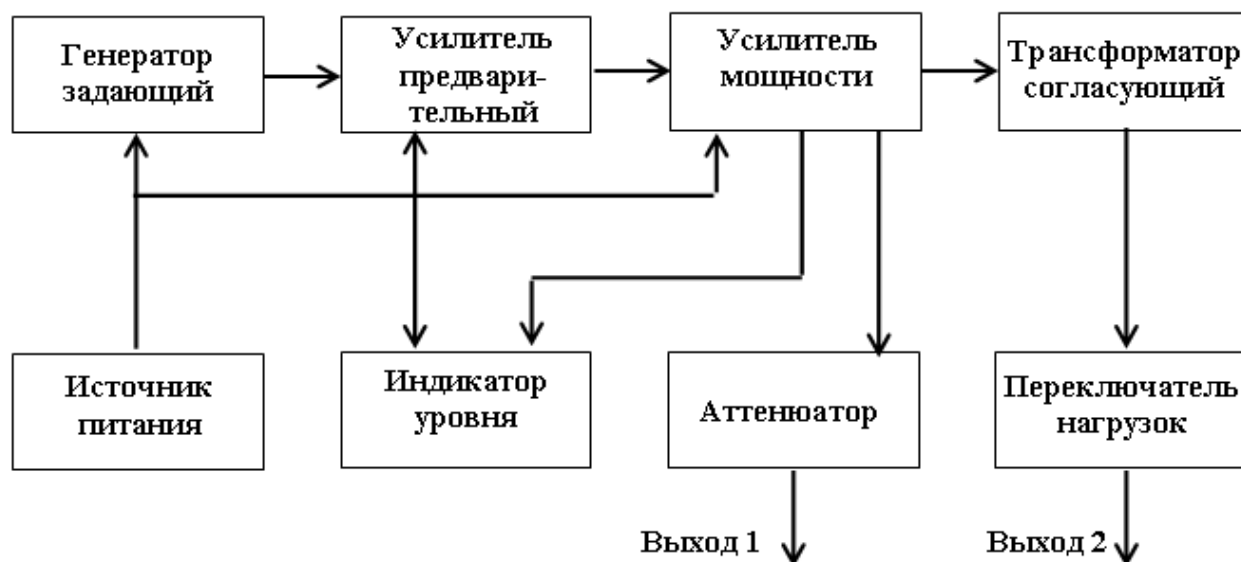 Генератор
задающий
Усилитель
предвари-
тельный
Усилитель
мощности
Трансформатор
согласующий
Источник
питания
Индикатор
уровня
Аттенюатор
Переключатель
нагрузок
Выход 1
Выход 2